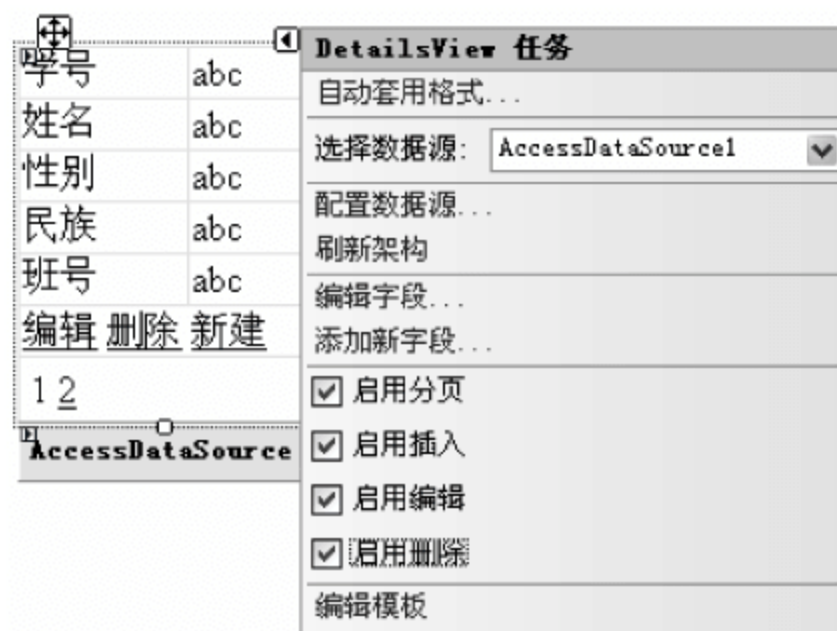 学号 abc
姓名 abc
性别 abc
民族 abc
班号 abc
编辑 删除 新建
1 2
AccessDataSource
DetailsView 任务
自动套用格式...
选择数据源: AccessDataSource1
配置数据源...
刷新架构
编辑字段...
添加新字段...
启用分页
启用插入
启用编辑
启用删除
编辑模板